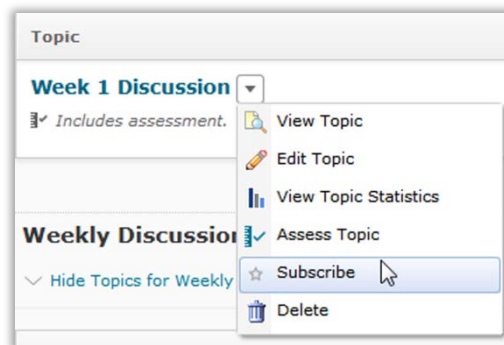 Topic
Week 1 Discussion
Includes assessment.
View Topic
Edit Topic
View Topic Statistics
Assess Topic
Subscribe
Delete
Weekly
Hide Topics for Weekly